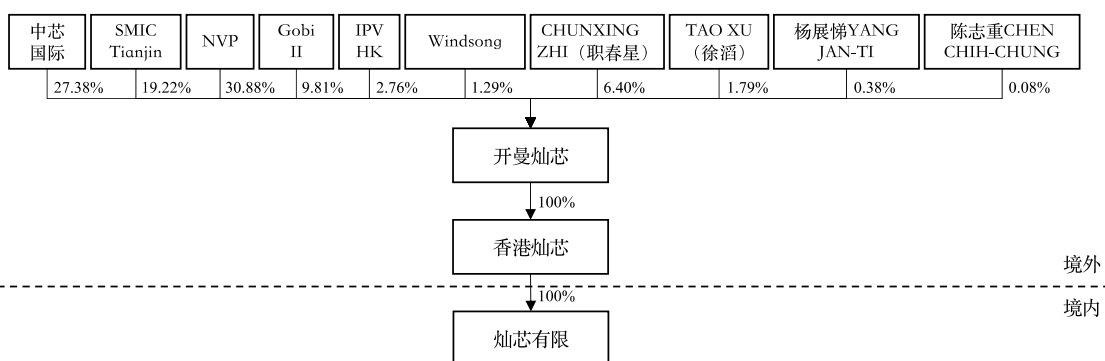 中芯
国际
SMIC
Tianjin
NVP
Gobi
II
IPV
HK
Windsong
CHUNXING
ZHI（职春星）
TAO XU
（徐滔）
杨展悌YANG
JAN-TI
陈志重CHEN
CHIH-CHUNG
27.38%
19.22%
30.88%
9.81%
2.76%
1.29%
6.40%
1.79%
0.38%
0.08%
开曼灿芯
100%
香港灿芯
境外
100%
境内
灿芯有限